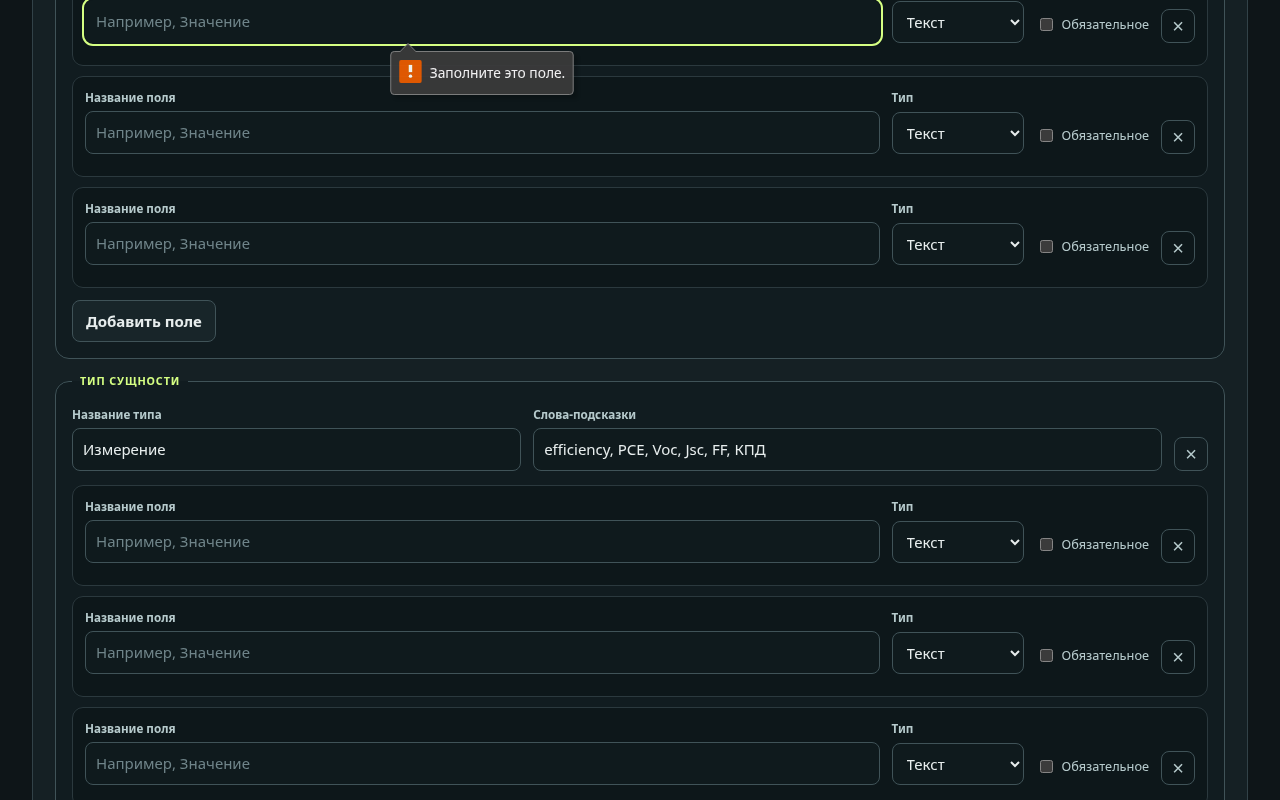 Например, Значение
Текст
Обязательное
×
! Заполните это поле.
Название поля
Тип
Например, Значение
Текст
Обязательное
×
Название поля
Тип
Например, Значение
Текст
Обязательное
×
Добавить поле
ТИП СУЩНОСТИ
Название типа
Слова-подсказки
Измерение
efficiency, PCE, Voc, Jsc, FF, КПД
×
Название поля
Тип
Например, Значение
Текст
Обязательное
×
Название поля
Тип
Например, Значение
Текст
Обязательное
×
Название поля
Тип
Например, Значение
Текст
Обязательное
×